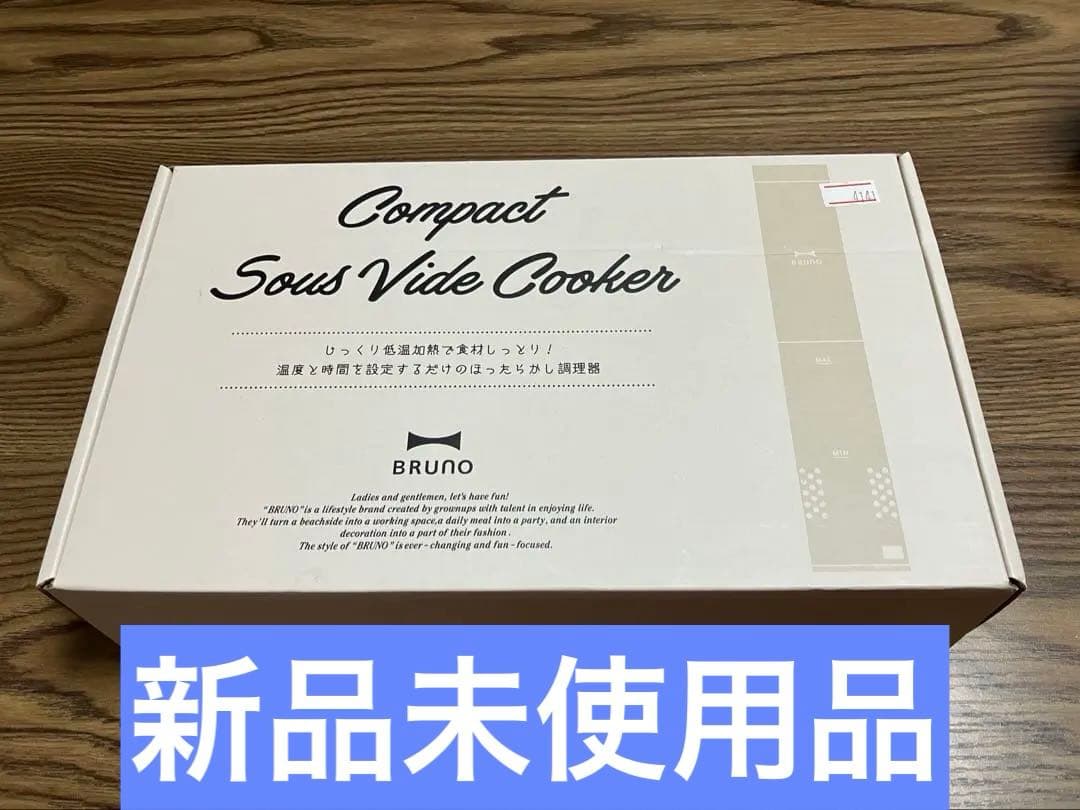 Compact
Sous Vide Cooker
じっくり低温加熱で食材しっとり!
温度と時間を設定するだけのほったらかし調理器
BRUNO
Ladies and gentlemen, let's have fun!
"BRUNO"is a lifestyle brand created by grownups with talent in enjoying life.
They'll turn a beachside into a working space,a daily meal into a party, and an interior
decoration into a part of their fashion.
The style of "BRUNO" is ever-changing and fun-focused.
4141
BRUNO
MAX
MIN
新品未使用品